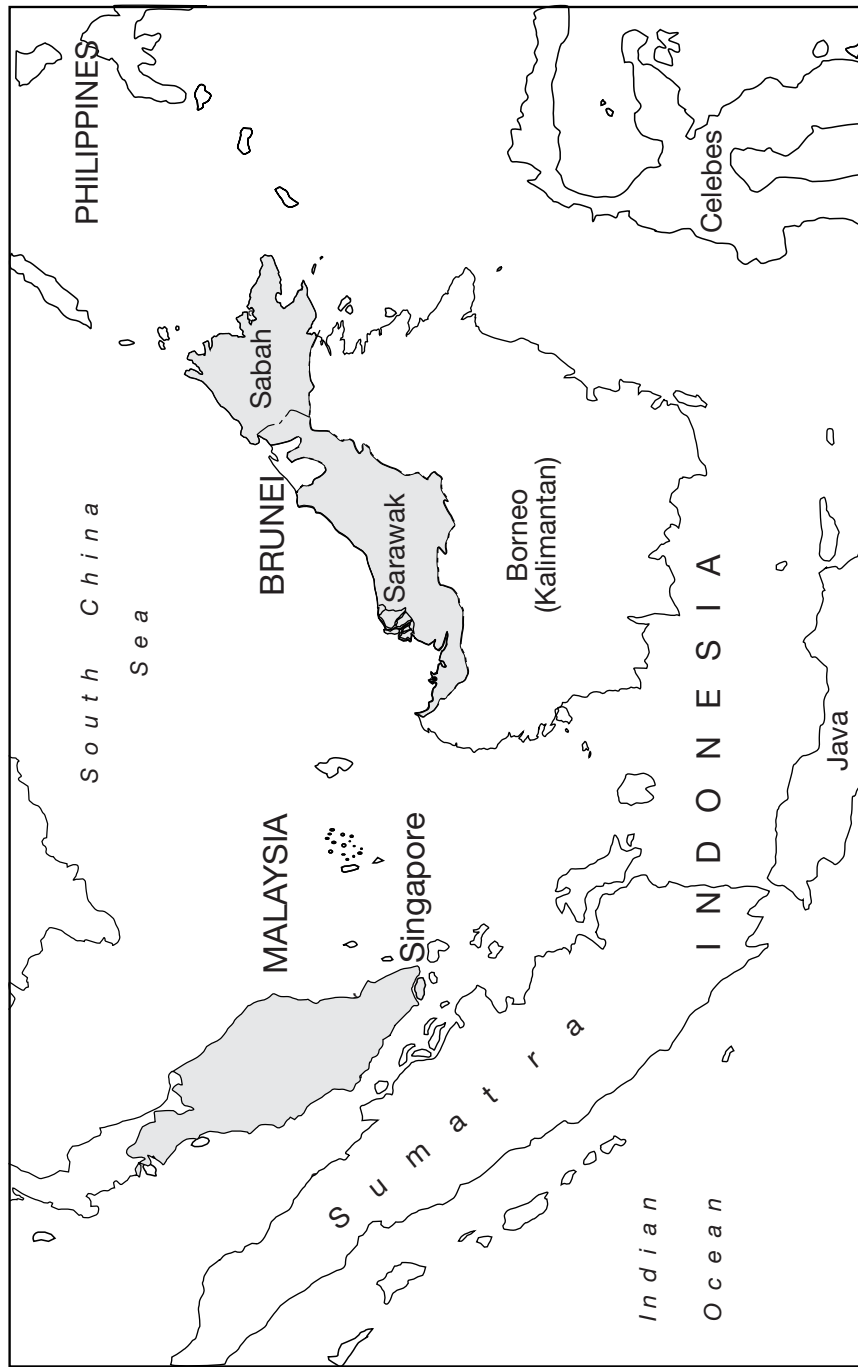 PHILIPPINES
South China
Sea
Sabah
BRUNEI
Sarawak
MALAYSIA
Singapore
Borneo
(Kalimantan)
Celebes
Sumatra
INDONESIA
Java
Indian
Ocean